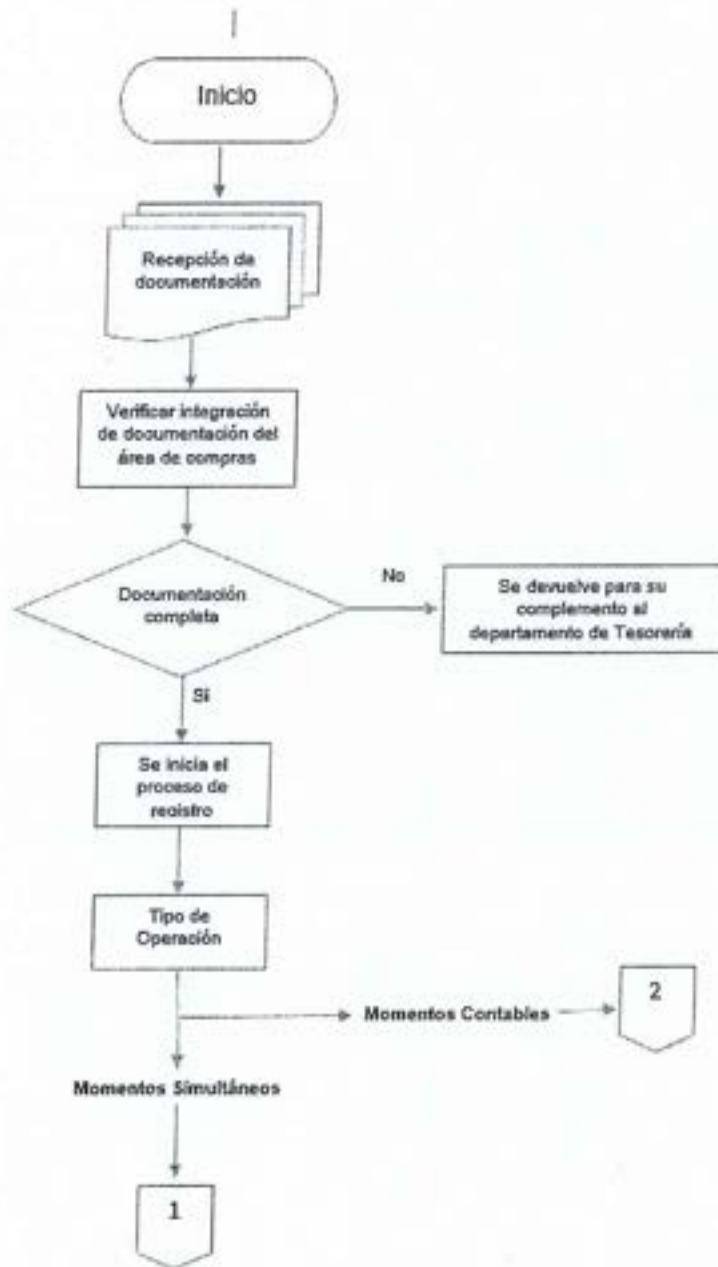 Inicio
Recepción de
documentación
Verificar integración
de documentación del
área de compras
Documentación
completa
No
Se devuelve para su
complemento al
departamento de Tesorería
Si
Se inicia el
proceso de
registro
Tipo de
Operación
Momentos Contables
2
Momentos Simultáneos
1